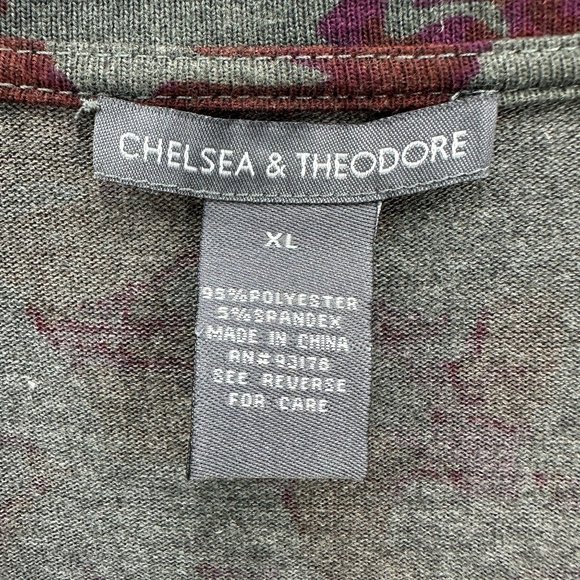 CHELSEA & THEODORE
XL
95%POLYESTER
5%SPANDEX
MADE IN CHINA
RN#93178
SEE REVERSE
FOR CARE